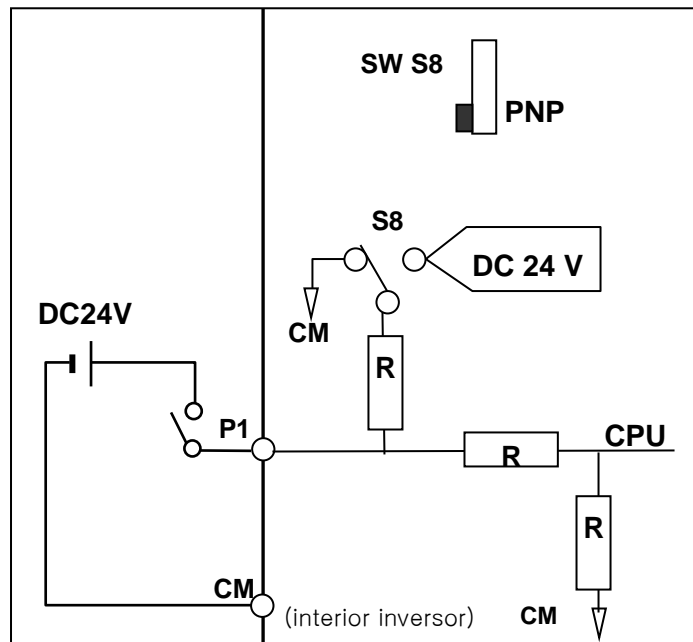 SW S8
PNP
S8
DC 24 V
DC24V
CM
R
P1
R
CPU
R
CM
(interior inversor)
CM